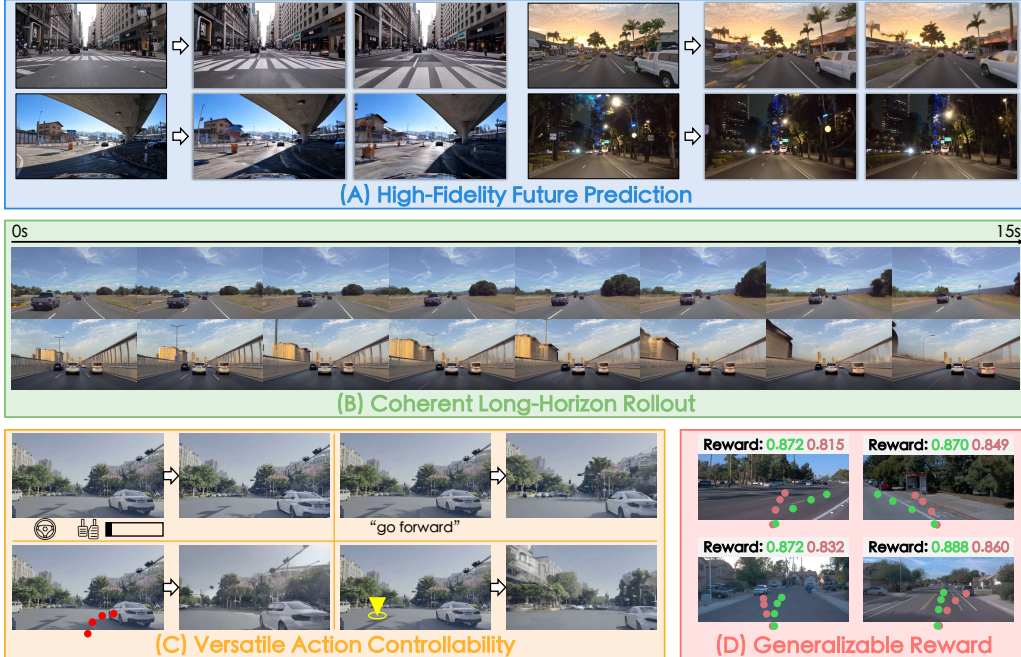 (A) High-Fidelity Future Prediction
0s
15s
(B) Coherent Long-Horizon Rollout
"go forward"
(C) Versatile Action Controllability
Reward: 0.872 0.815
Reward: 0.870 0.849
Reward: 0.872 0.832
Reward: 0.888 0.860
(D) Generalizable Reward